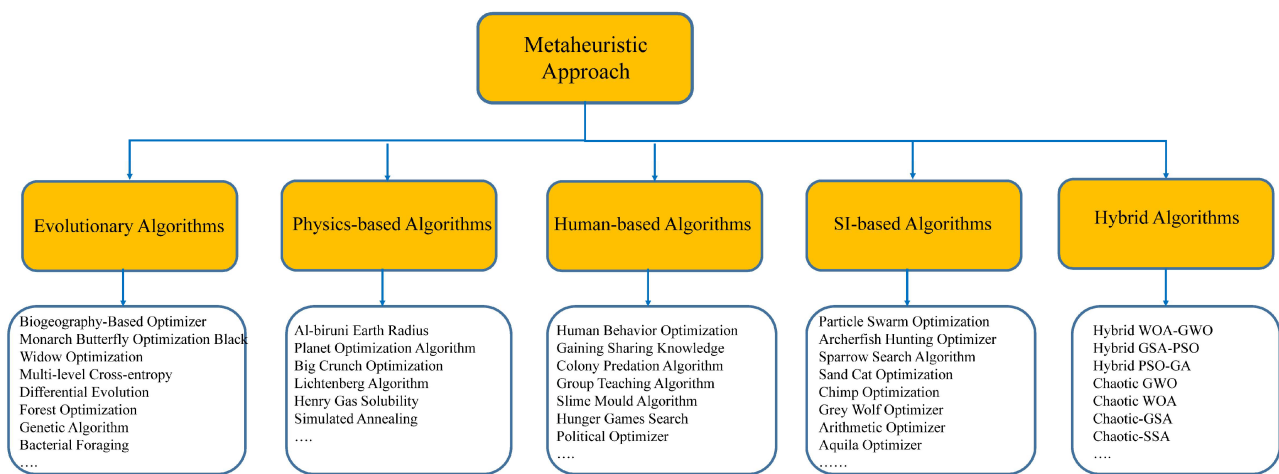 Metaheuristic
Approach
Evolutionary Algorithms
Physics-based Algorithms
Human-based Algorithms
SI-based Algorithms
Hybrid Algorithms
Biogeography-Based Optimizer
Monarch Butterfly Optimization Black
Widow Optimization
Multi-level Cross-entropy
Differential Evolution
Forest Optimization
Genetic Algorithm
Bacterial Foraging
….
Al-biruni Earth Radius
Planet Optimization Algorithm
Big Crunch Optimization
Lichtenberg Algorithm
Henry Gas Solubility
Simulated Annealing
….
Human Behavior Optimization
Gaining Sharing Knowledge
Colony Predation Algorithm
Group Teaching Algorithm
Slime Mould Algorithm
Hunger Games Search
Political Optimizer
….
Particle Swarm Optimization
Archerfish Hunting Optimizer
Sparrow Search Algorithm
Sand Cat Optimization
Chimp Optimization
Grey Wolf Optimizer
Arithmetic Optimizer
Aquila Optimizer
……
Hybrid WOA-GWO
Hybrid GSA-PSO
Hybrid PSO-GA
Chaotic GWO
Chaotic WOA
Chaotic-GSA
Chaotic-SSA
….